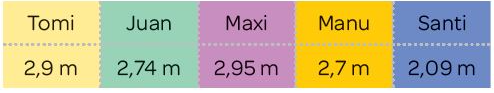 Tomi Juan Maxi Manu Santi
2,9 m 2,74 m 2,95 m 2,7 m 2,09 m